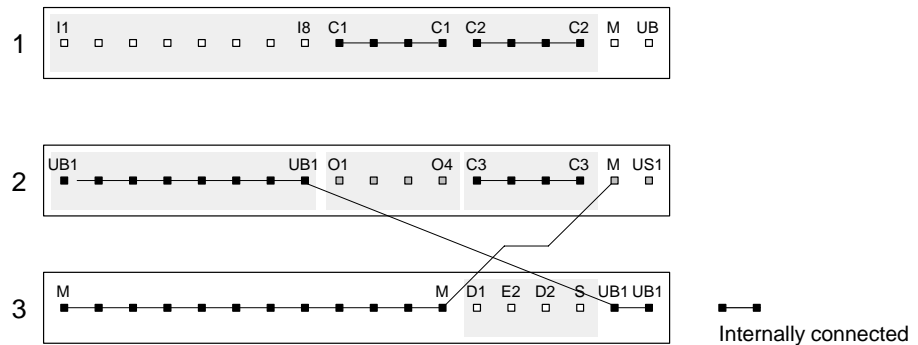 I1 I8 C1 C1 C2 C2 M UB
1
UB1 UB1 O1 O4 C3 C3 M US1
2
M M D1 E2 D2 S UB1 UB1
3
Internally connected